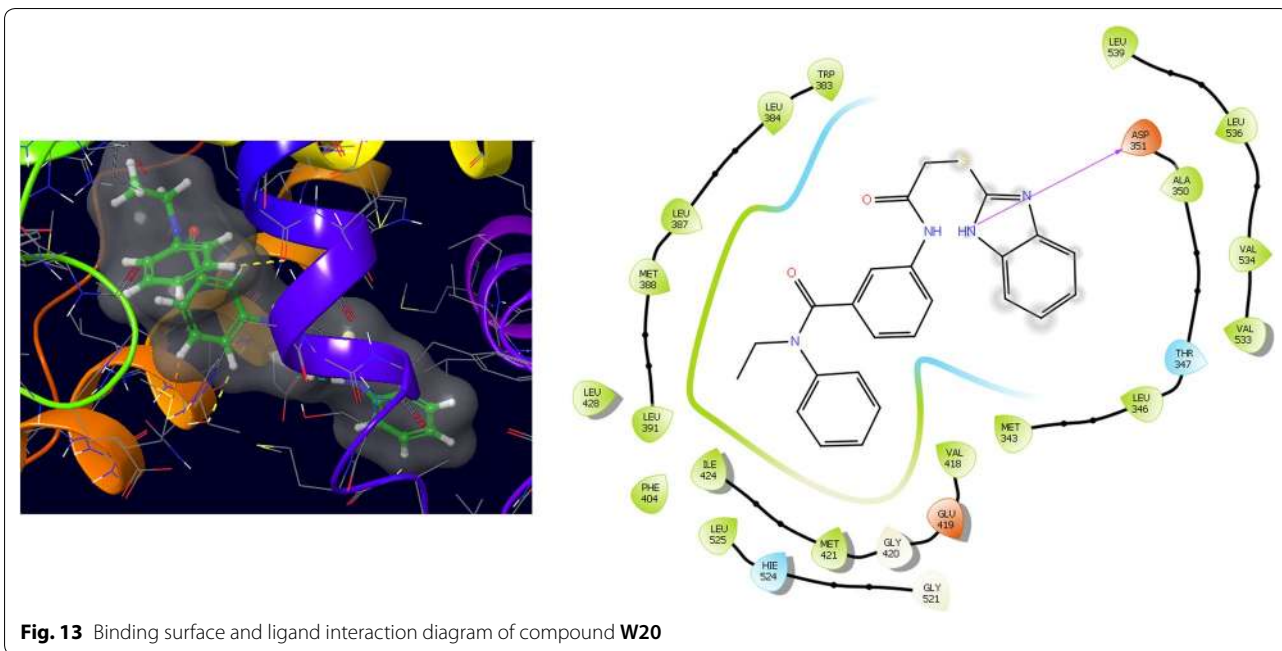 LEU
539
TRP
383
LEU
384
LEU
536
ASP
351
S
ALA
350
O
N
LEU
387
NH
HN
VAL
534
MET
388
O
VAL
533
N
THR
347
LEU
428
LEU
391
LEU
346
MET
343
ILE
424
VAL
418
PHE
404
GLU
419
LEU
525
MET
421
GLY
420
HIE
524
GLY
521
Fig. 13 Binding surface and ligand interaction diagram of compound W20